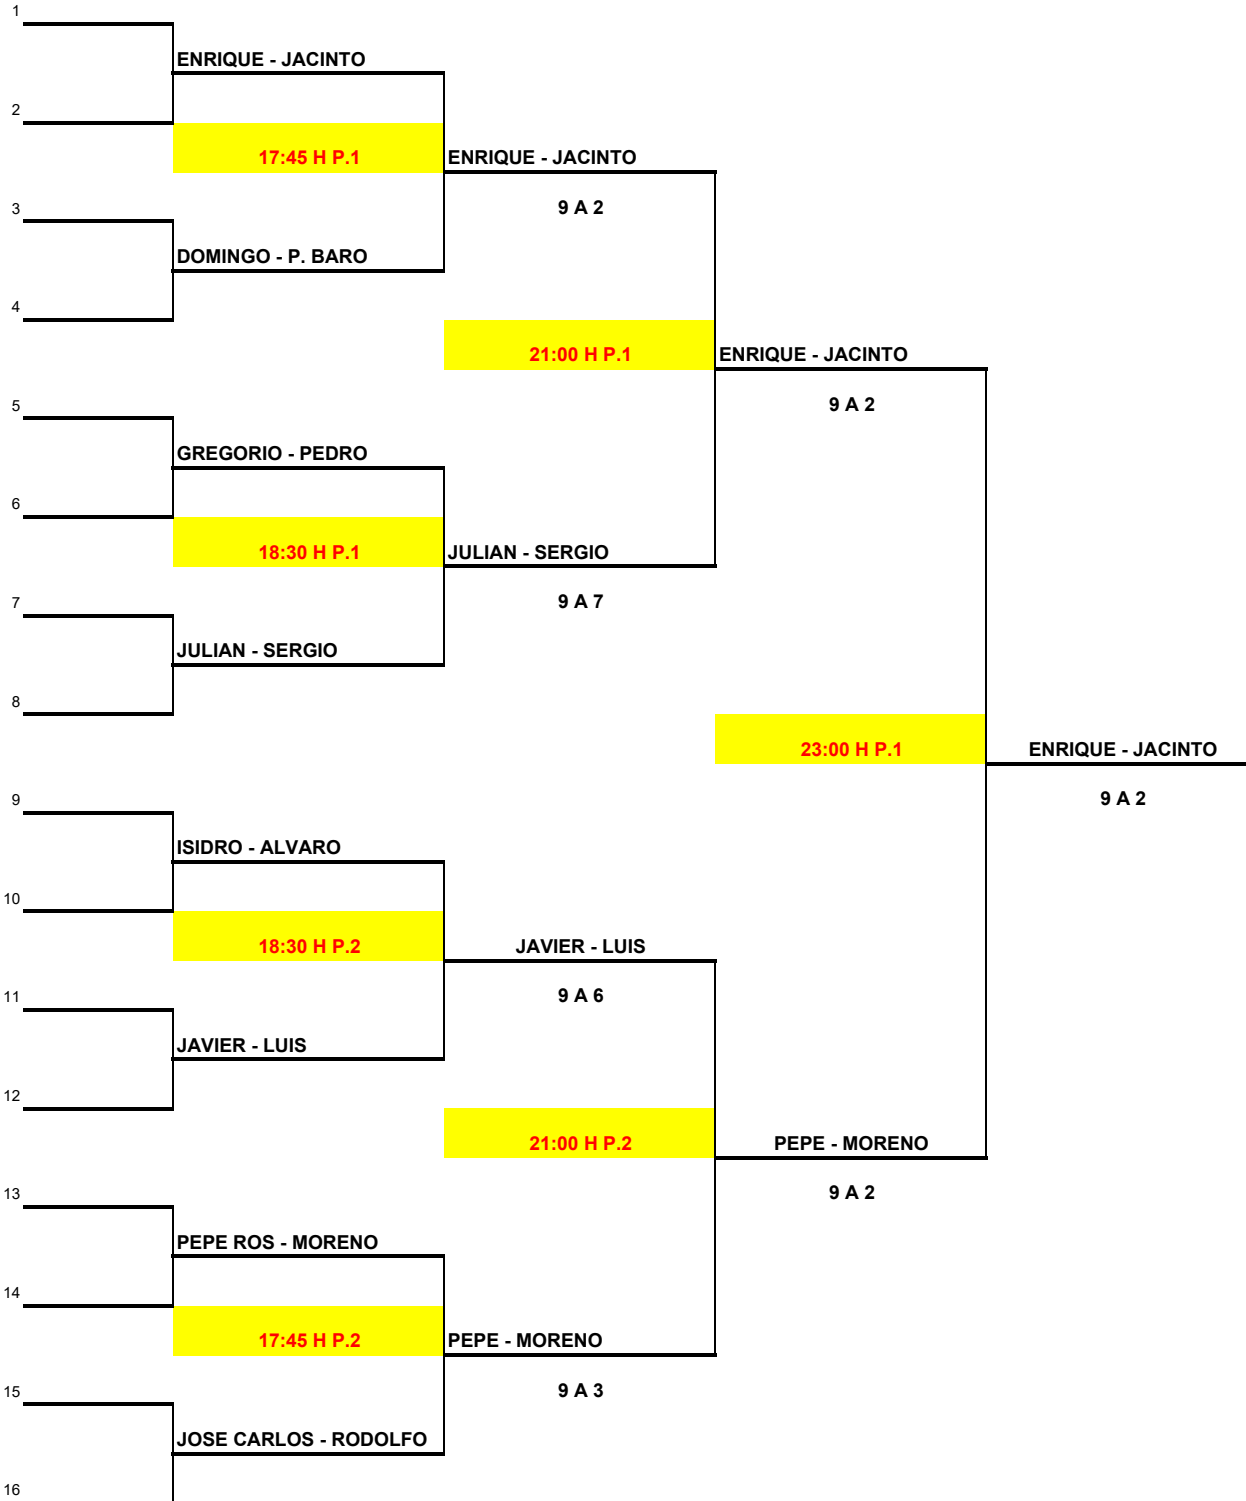 1
ENRIQUE - JACINTO
2
17:45 H P.1
ENRIQUE - JACINTO
3
9 A 2
DOMINGO - P. BARO
4
21:00 H P.1
ENRIQUE - JACINTO
5
9 A 2
GREGORIO - PEDRO
6
18:30 H P.1
JULIAN - SERGIO
7
9 A 7
JULIAN - SERGIO
8
23:00 H P.1
ENRIQUE - JACINTO
9
9 A 2
ISIDRO - ALVARO
10
18:30 H P.2
JAVIER - LUIS
11
9 A 6
JAVIER - LUIS
12
21:00 H P.2
PEPE - MORENO
13
9 A 2
PEPE ROS - MORENO
14
17:45 H P.2
PEPE - MORENO
15
9 A 3
JOSE CARLOS - RODOLFO
16